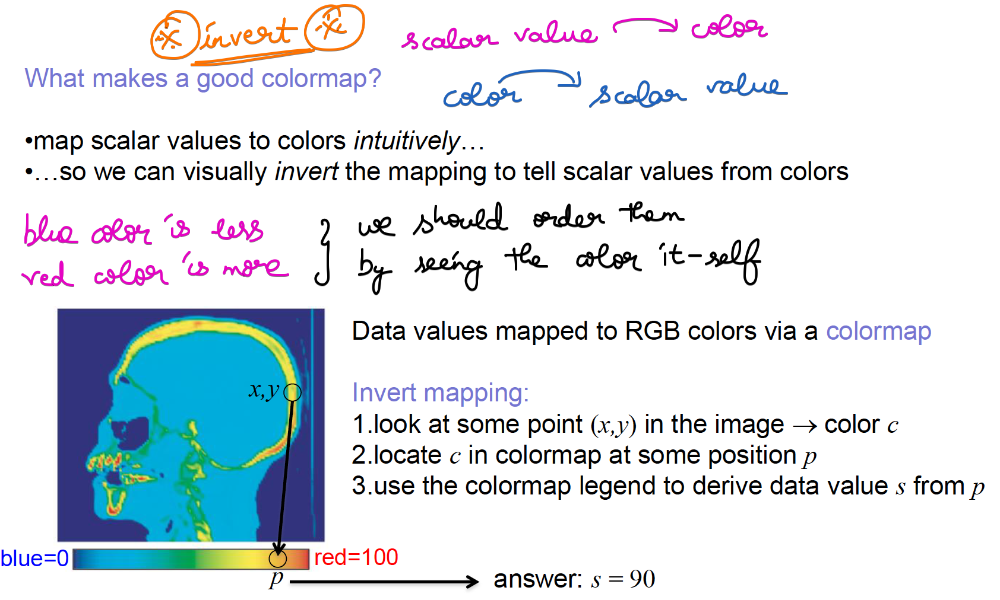 invert
scalar value → color
What makes a good colormap?
color → scalar value
•map scalar values to colors intuitively…
•…so we can visually invert the mapping to tell scalar values from colors
blue color is less
red color is more
} we should order them
by seeing the color it-self
Data values mapped to RGB colors via a colormap
x,y
Invert mapping:
1.look at some point (x,y) in the image → color c
2.locate c in colormap at some position p
3.use the colormap legend to derive data value s from p
blue=0
red=100
p
answer: s = 90